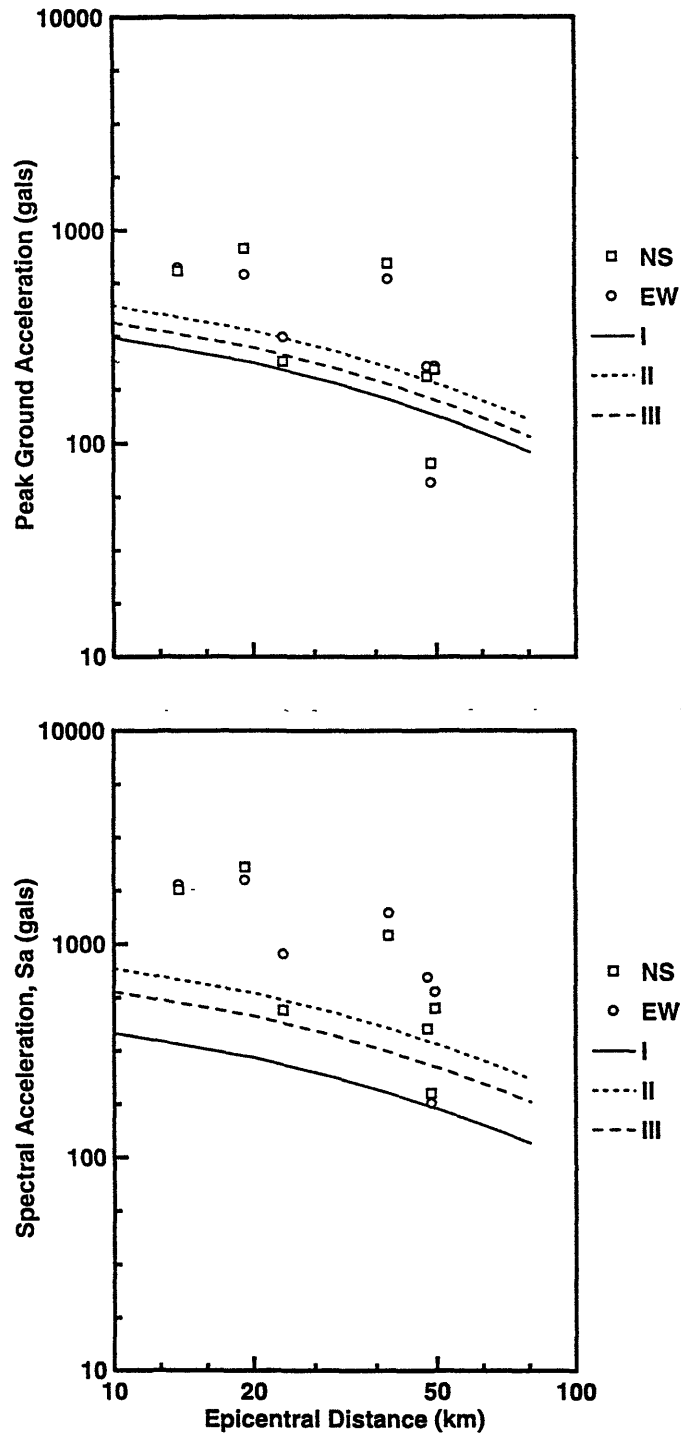 10000
Peak Ground Acceleration (gals)
1000
100
10
NS
EW
I
II
III
10000
Spectral Acceleration, Sa (gals)
1000
100
10
NS
EW
I
II
III
10 20 50 100
Epicentral Distance (km)